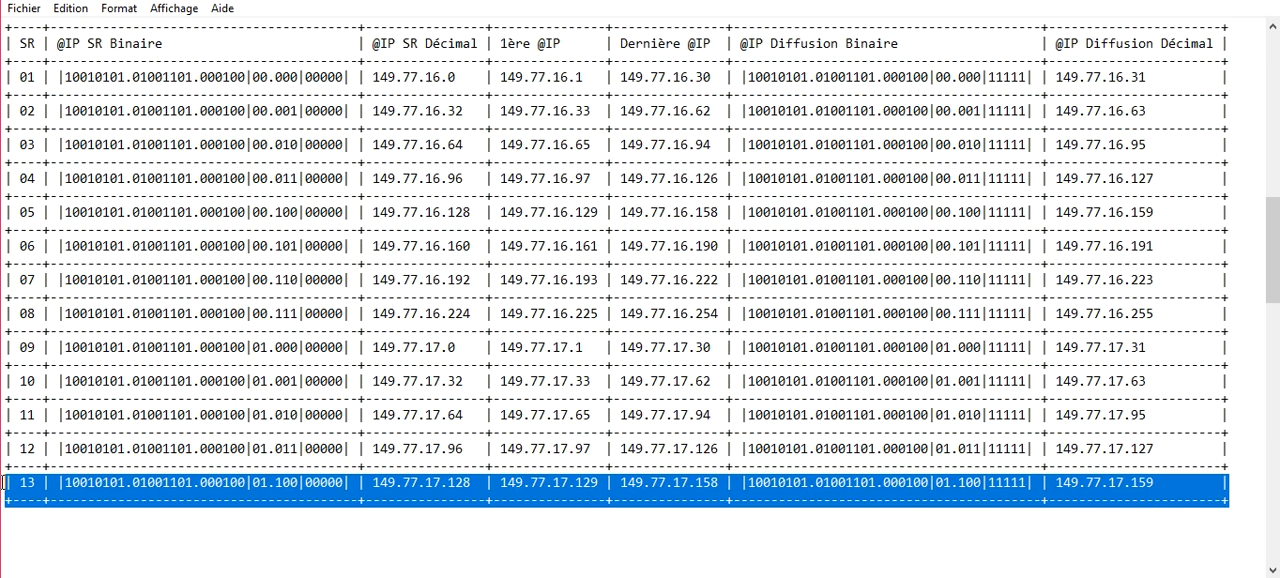 Fichier Edition Format Affichage Aide
+----+---------------------------------------+---------------+--------------+---------------+---------------------------------------+----------------------+
| SR | @IP SR Binaire | @IP SR Décimal | 1ère @IP | Dernière @IP | @IP Diffusion Binaire | @IP Diffusion Décimal |
| 01 | |10010101.01001101.000100|00.000|00000| | 149.77.16.0 | 149.77.16.1 | 149.77.16.30 | |10010101.01001101.000100|00.000|11111| | 149.77.16.31 |
| 02 | |10010101.01001101.000100|00.001|00000| | 149.77.16.32 | 149.77.16.33 | 149.77.16.62 | |10010101.01001101.000100|00.001|11111| | 149.77.16.63 |
| 03 | |10010101.01001101.000100|00.010|00000| | 149.77.16.64 | 149.77.16.65 | 149.77.16.94 | |10010101.01001101.000100|00.010|11111| | 149.77.16.95 |
| 04 | |10010101.01001101.000100|00.011|00000| | 149.77.16.96 | 149.77.16.97 | 149.77.16.126 | |10010101.01001101.000100|00.011|11111| | 149.77.16.127 |
| 05 | |10010101.01001101.000100|00.100|00000| | 149.77.16.128 | 149.77.16.129 | 149.77.16.158 | |10010101.01001101.000100|00.100|11111| | 149.77.16.159 |
| 06 | |10010101.01001101.000100|00.101|00000| | 149.77.16.160 | 149.77.16.161 | 149.77.16.190 | |10010101.01001101.000100|00.101|11111| | 149.77.16.191 |
| 07 | |10010101.01001101.000100|00.110|00000| | 149.77.16.192 | 149.77.16.193 | 149.77.16.222 | |10010101.01001101.000100|00.110|11111| | 149.77.16.223 |
| 08 | |10010101.01001101.000100|00.111|00000| | 149.77.16.224 | 149.77.16.225 | 149.77.16.254 | |10010101.01001101.000100|00.111|11111| | 149.77.16.255 |
| 09 | |10010101.01001101.000100|01.000|00000| | 149.77.17.0 | 149.77.17.1 | 149.77.17.30 | |10010101.01001101.000100|01.000|11111| | 149.77.17.31 |
| 10 | |10010101.01001101.000100|01.001|00000| | 149.77.17.32 | 149.77.17.33 | 149.77.17.62 | |10010101.01001101.000100|01.001|11111| | 149.77.17.63 |
| 11 | |10010101.01001101.000100|01.010|00000| | 149.77.17.64 | 149.77.17.65 | 149.77.17.94 | |10010101.01001101.000100|01.010|11111| | 149.77.17.95 |
| 12 | |10010101.01001101.000100|01.011|00000| | 149.77.17.96 | 149.77.17.97 | 149.77.17.126 | |10010101.01001101.000100|01.011|11111| | 149.77.17.127 |
| 13 | |10010101.01001101.000100|01.100|00000| | 149.77.17.128 | 149.77.17.129 | 149.77.17.158 | |10010101.01001101.000100|01.100|11111| | 149.77.17.159 |